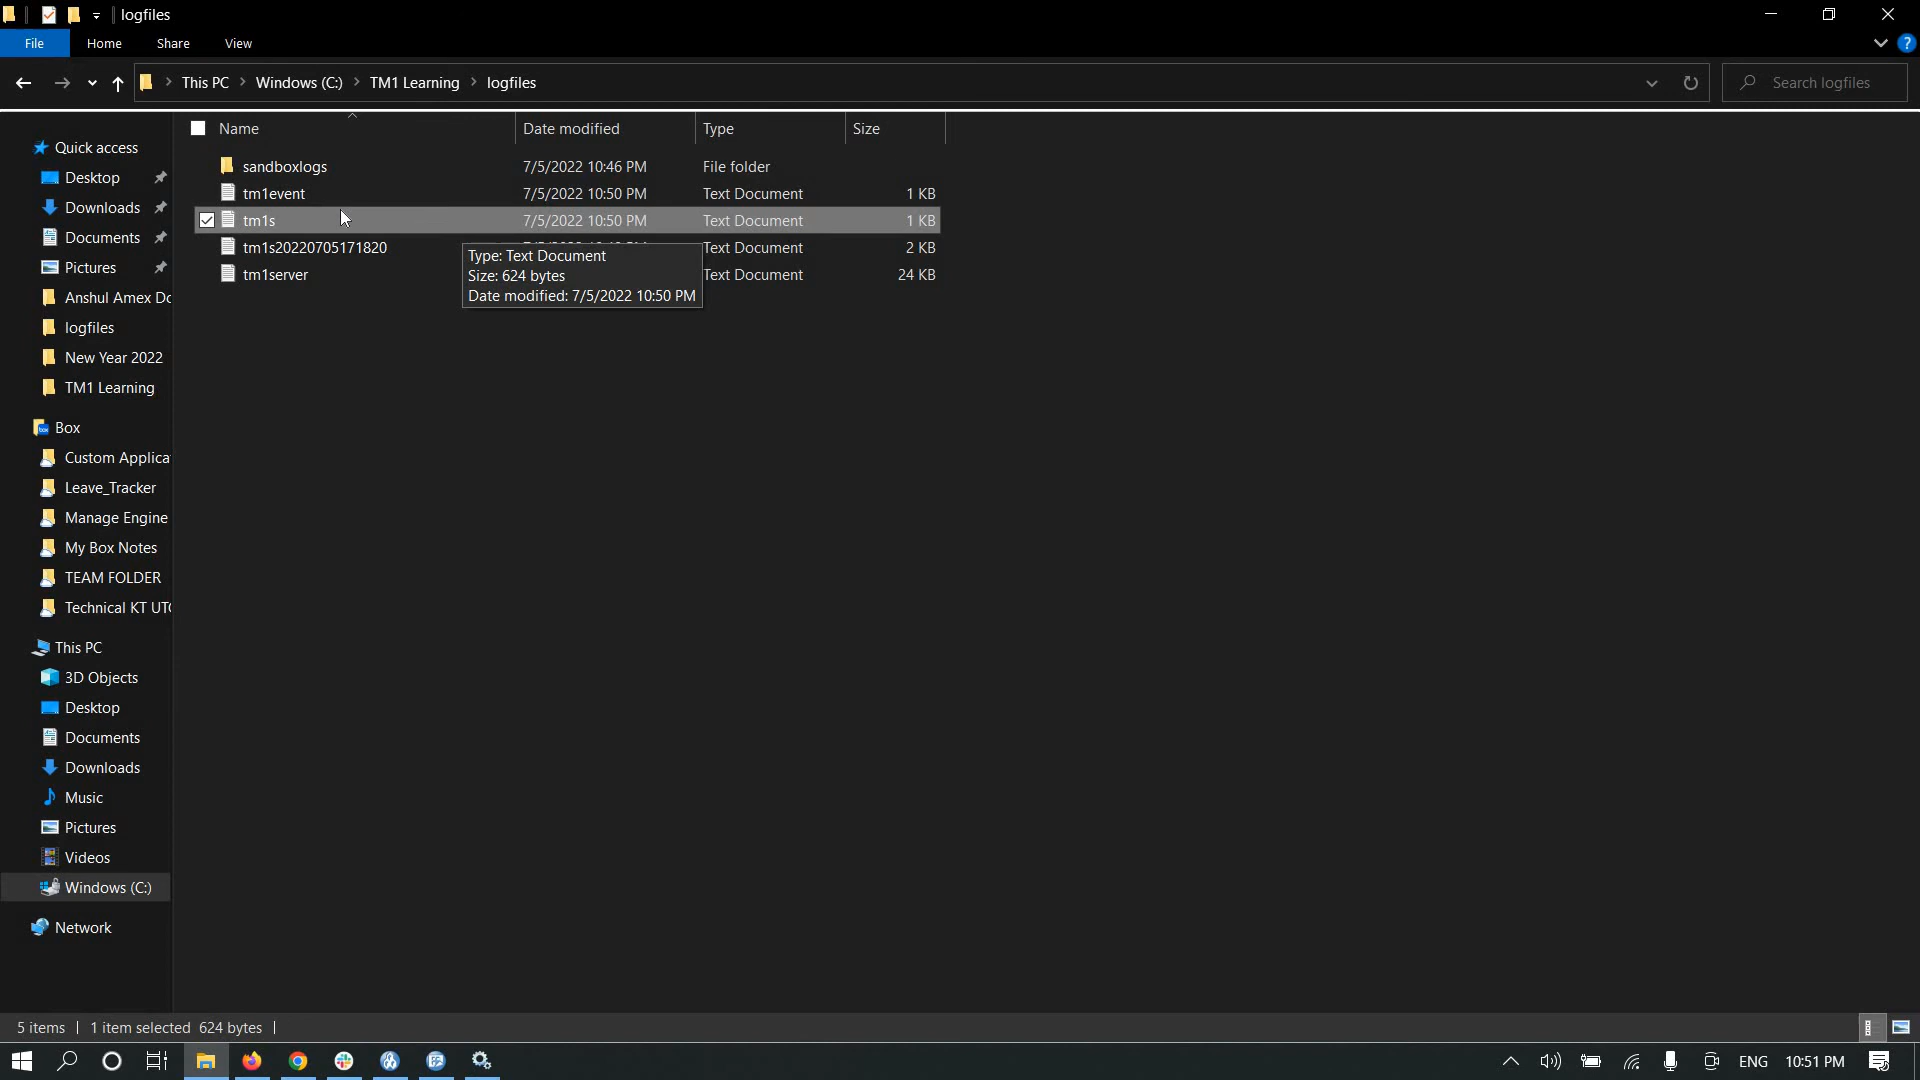 logfiles
File Home Share View
This PC Windows (C:) TM1 Learning logfiles
Search logfiles
Name Date modified Type Size
sandboxlogs 7/5/2022 10:46 PM File folder
tm1event 7/5/2022 10:50 PM Text Document 1 KB
tm1s 7/5/2022 10:50 PM Text Document 1 KB
tm1s20220705171820 Text Document 2 KB
tm1server Text Document 24 KB
Type: Text Document
Size: 624 bytes
Date modified: 7/5/2022 10:50 PM
Quick access
Desktop
Downloads
Documents
Pictures
Anshul Amex Do
logfiles
New Year 2022
TM1 Learning
Box
Custom Applica
Leave_Tracker
Manage Engine
My Box Notes
TEAM FOLDER
Technical KT UT
This PC
3D Objects
Desktop
Documents
Downloads
Music
Pictures
Videos
Windows (C:)
Network
5 items 1 item selected 624 bytes
ENG 10:51 PM